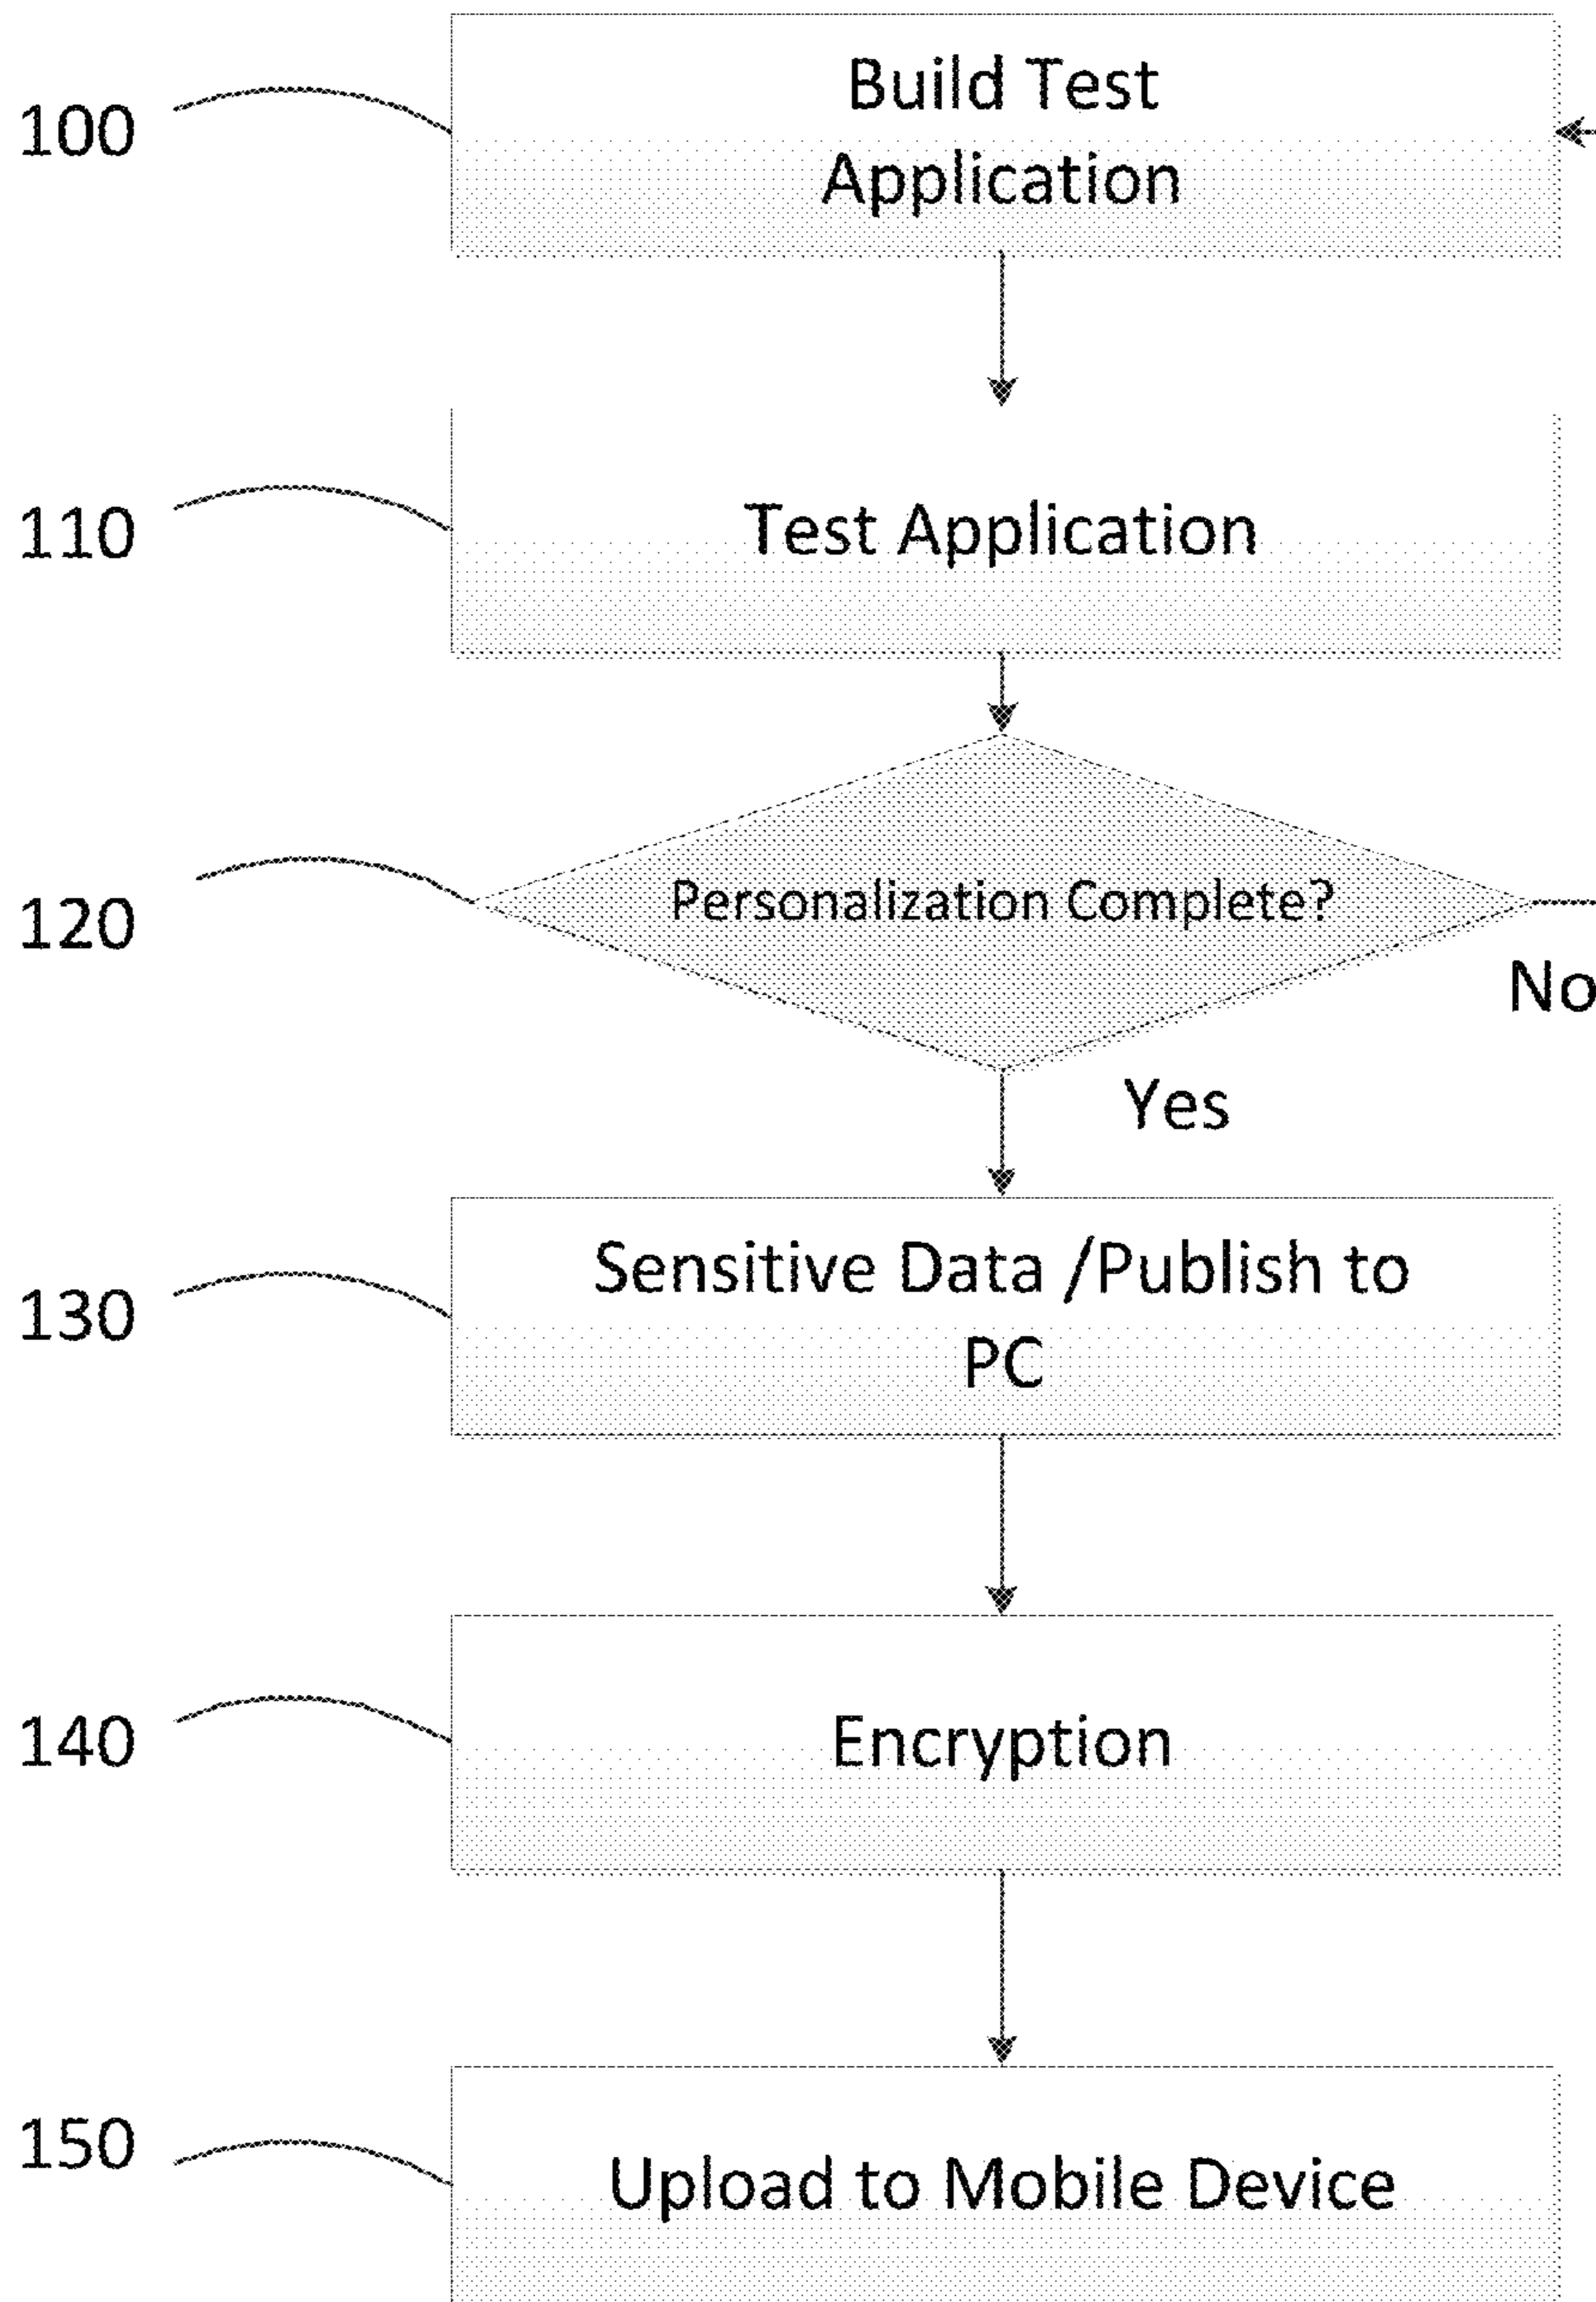 100
Build Test
Application
110
Test Application
120
Personalization Complete?
No
Yes
130
Sensitive Data /Publish to
PC
140
Encryption
150
Upload to Mobile Device